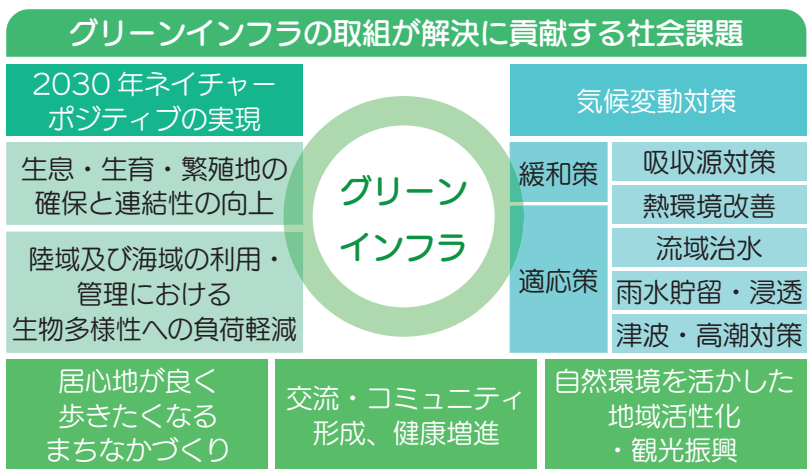 グリーンインフラの取組が解決に貢献する社会課題
2030 年ネイチャー
ポジティブの実現
生息・生育・繁殖地の
確保と連結性の向上
陸域及び海域の利用・
管理における
生物多様性への負荷軽減
グリーン
インフラ
気候変動対策
緩和策
吸収源対策
熱環境改善
適応策
流域治水
雨水貯留・浸透
津波・高潮対策
居心地が良く
歩きたくなる
まちなかづくり
交流・コミュニティ
形成、健康増進
自然環境を活かした
地域活性化
・観光振興